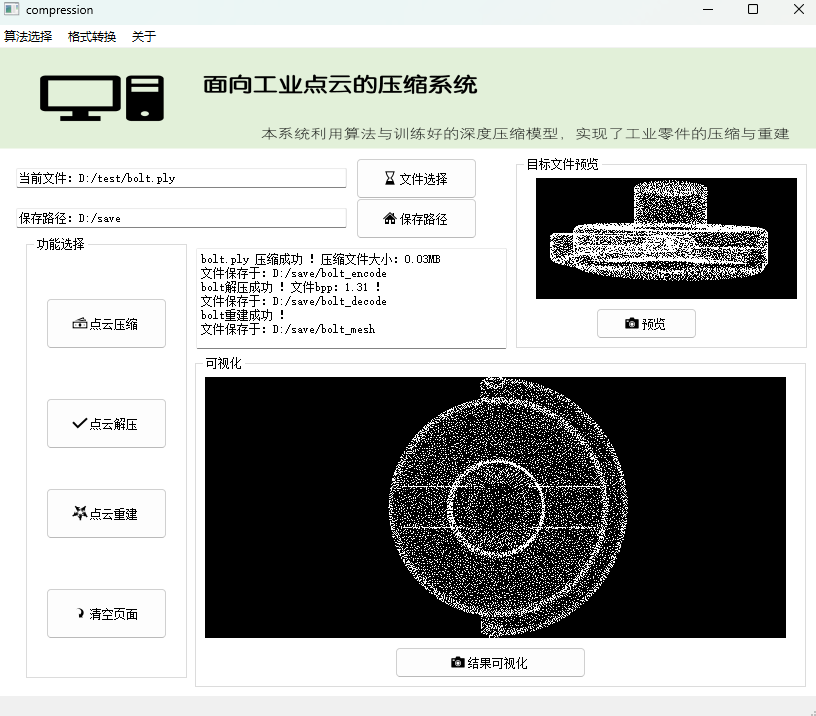 compression
算法选择 格式转换 关于
面向工业点云的压缩系统
本系统利用算法与训练好的深度压缩模型，实现了工业零件的压缩与重建
当前文件: D:/test/bolt.ply
文件选择
保存路径: D:/save
保存路径
目标文件预览
预览
功能选择
点云压缩
点云解压
点云重建
清空页面
bolt.ply 压缩成功 ！压缩文件大小: 0.03MB
文件保存于: D:/save/bolt_encode
bolt解压成功 ！文件bpp: 1.31 ！
文件保存于: D:/save/bolt_decode
bolt重建成功 ！
文件保存于: D:/save/bolt_mesh
可视化
结果可视化